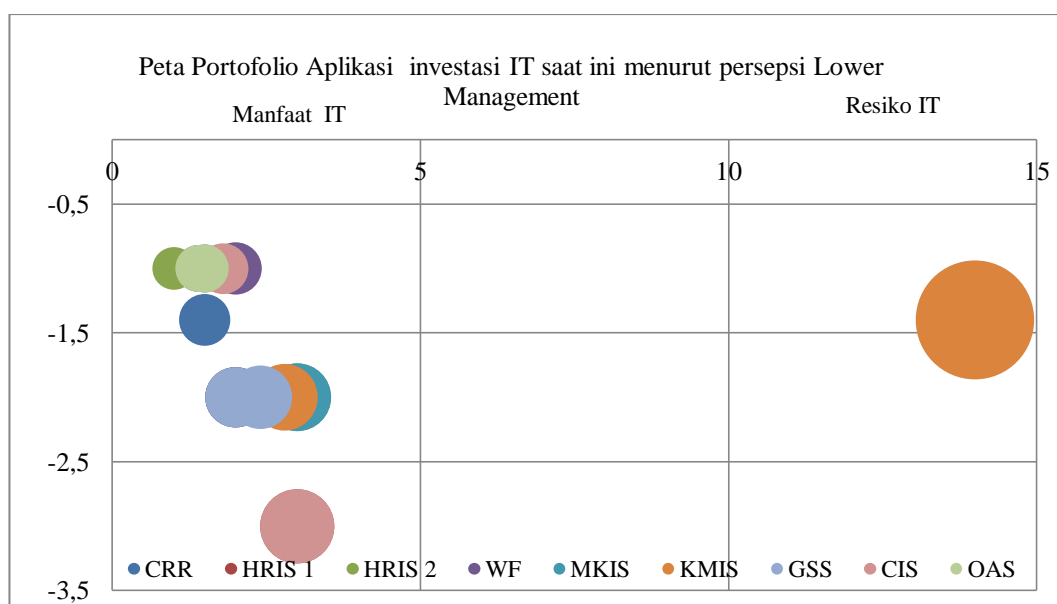 Peta Portofolio Aplikasi investasi IT saat ini menurut persepsi Lower
Management
Manfaat IT
Resiko IT
0
5
10
15
-0,5
-1,5
-2,5
-3,5
CRR
HRIS 1
HRIS 2
WF
MKIS
KMIS
GSS
CIS
OAS